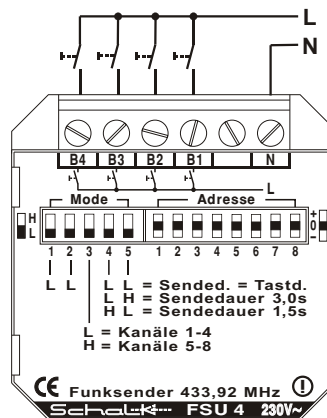 L
N
B4 B3 B2 B1 N
L
Mode Adresse
H
L
+
0
-
1 2 3 4 5 1 2 3 4 5 6 7 8
L L L L = Sended. = Tastd.
L H = Sendedauer 3,0s
H L = Sendedauer 1,5s
L = Kanäle 1-4
H = Kanäle 5-8
CE Funksender 433,92 MHz
Schalk FSU 4 230V~